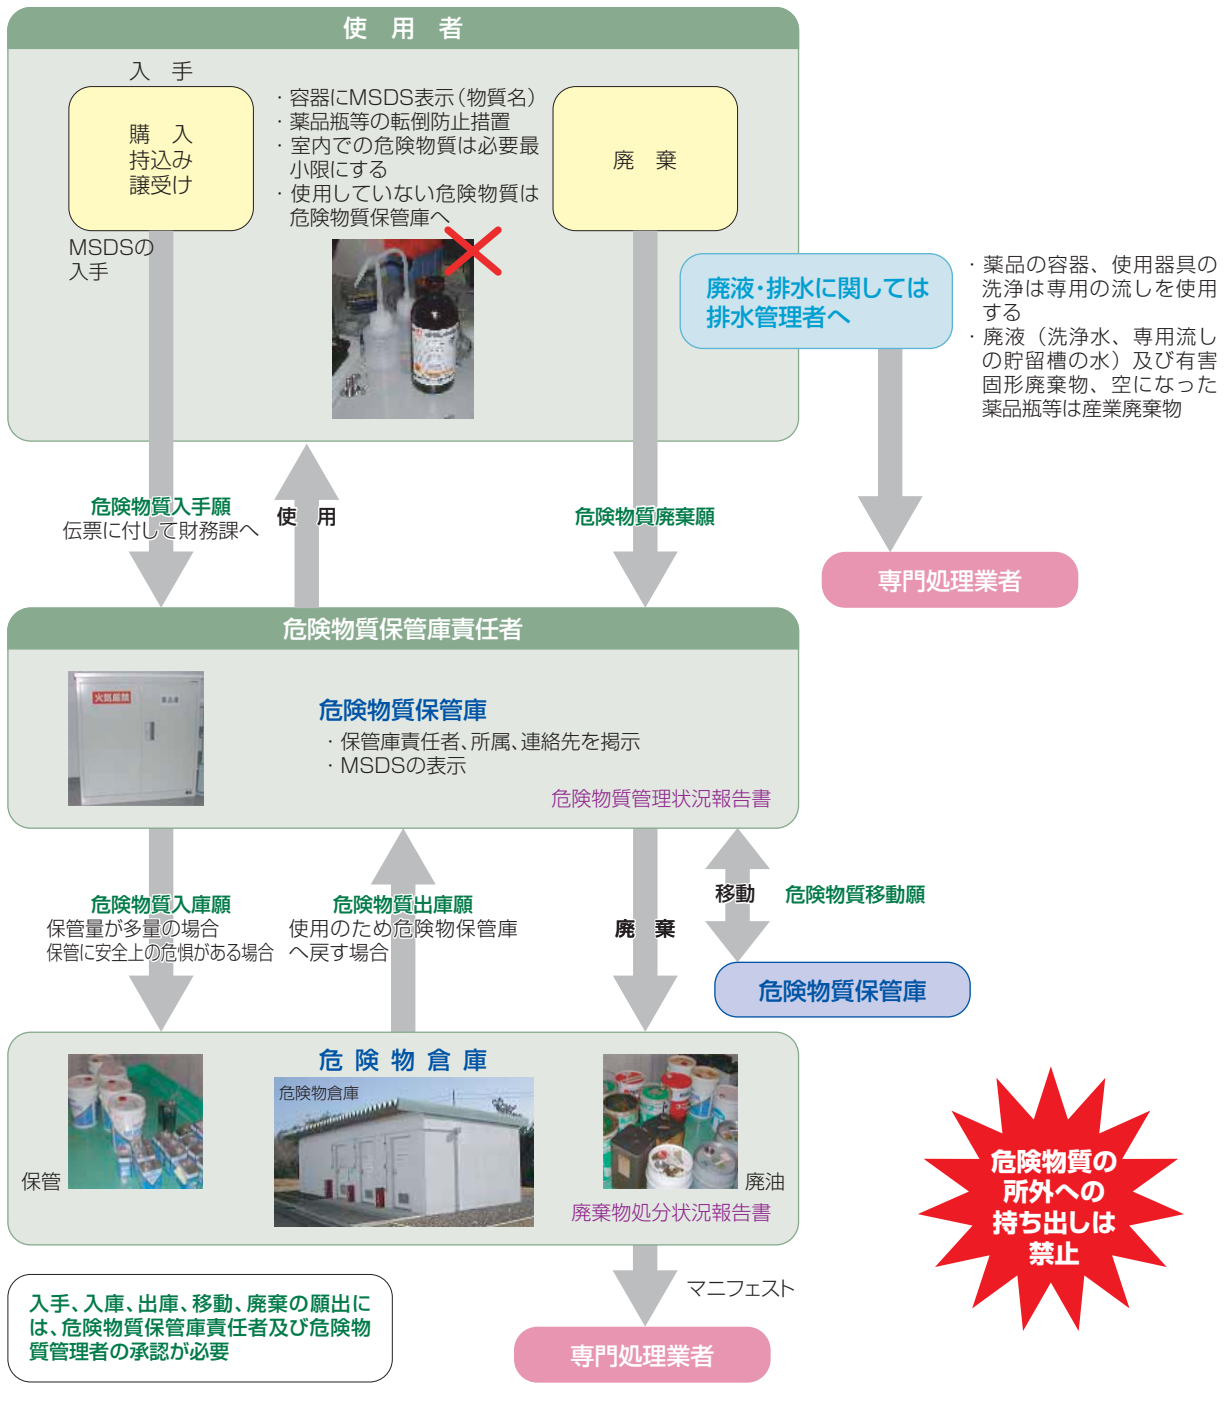 使 用 者
入 手
購 入
持込み
譲受け
MSDSの
入手
・容器にMSDS表示（物質名）
・薬品瓶等の転倒防止措置
・室内での危険物質は必要最
小限にする
・使用していない危険物質は
危険物質保管庫へ
廃 棄
廃液・排水に関しては
排水管理者へ
・薬品の容器、使用器具の
洗浄は専用の流しを使用
する
・廃液（洗浄水、専用流し
の貯留槽の水）及び有害
固形廃棄物、空になった
薬品瓶等は産業廃棄物
危険物質入手願
伝票に付して財務課へ
使 用
危険物質廃棄願
専門処理業者
危険物質保管庫責任者
火気厳禁
薬品庫
危険物質保管庫
・保管庫責任者、所属、連絡先を掲示
・MSDSの表示
危険物質管理状況報告書
危険物質入庫願
保管量が多量の場合
保管に安全上の危惧がある場合
危険物質出庫願
使用のため危険物保管庫
へ戻す場合
廃 棄
移動
危険物質移動願
危険物質保管庫
危 険 物 倉 庫
危険物倉庫
保管
廃油
廃棄物処分状況報告書
マニフェスト
専門処理業者
危険物質の
所外への
持ち出しは
禁止
入手、入庫、出庫、移動、廃棄の願出に
は、危険物質保管庫責任者及び危険物
質管理者の承認が必要